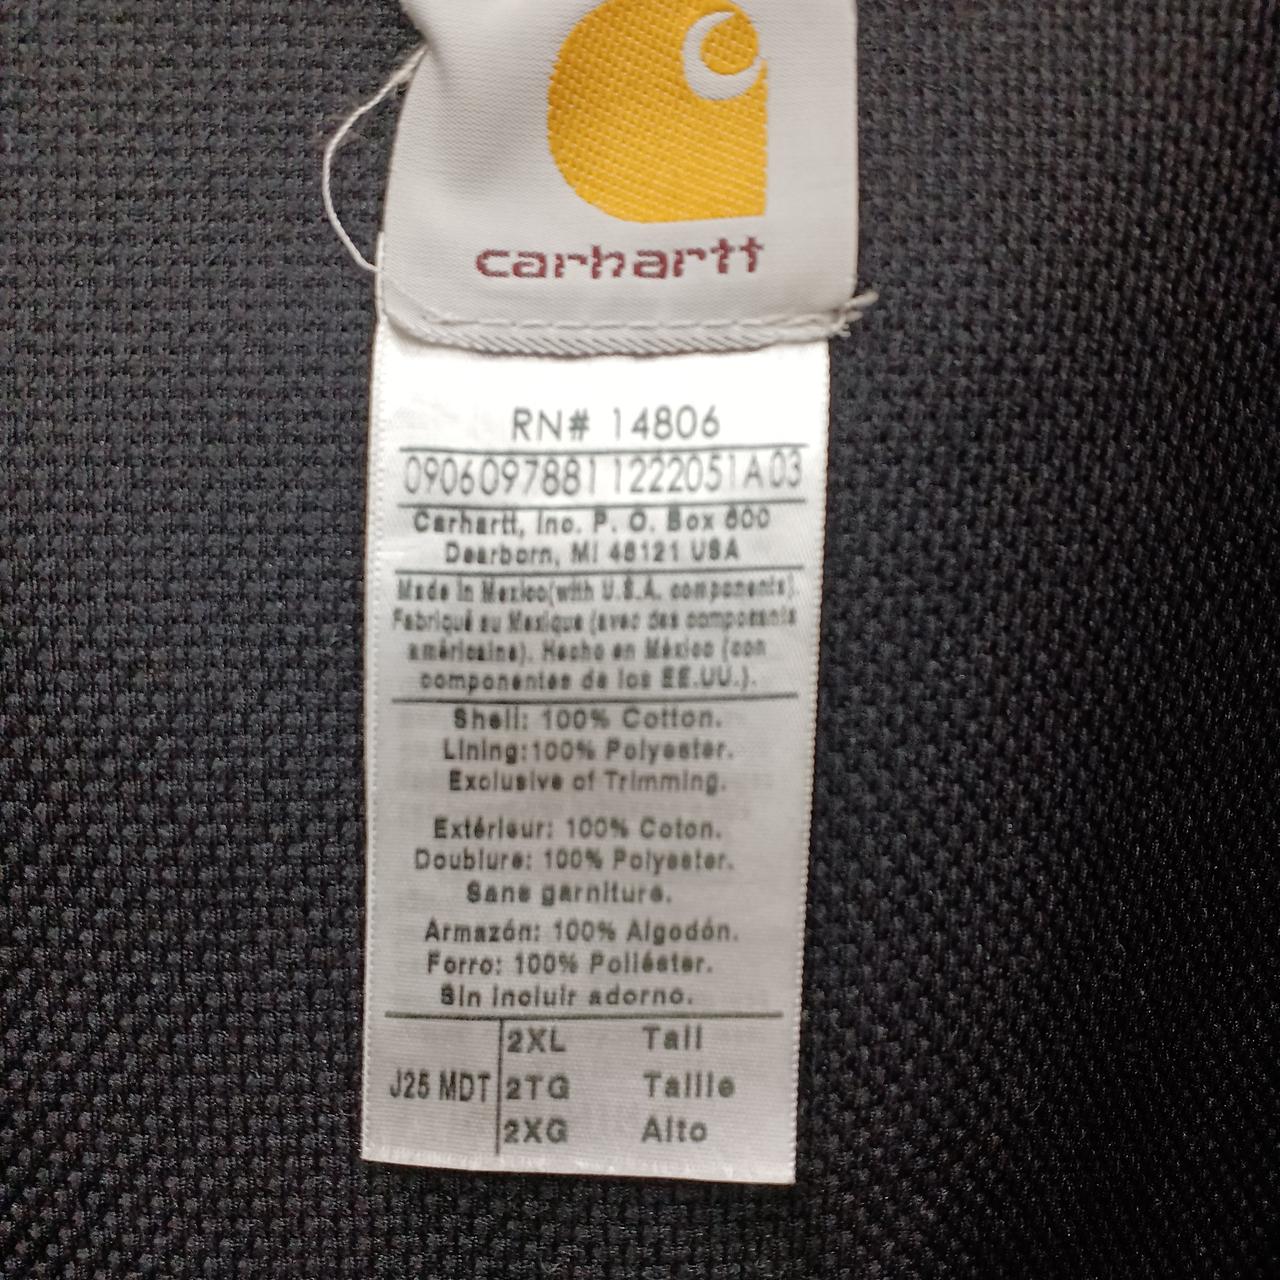 carhartt
RN# 14806
09060978811222051A03
Carhartt, Inc. P. O. Box 600
Dearborn, MI 48121 USA
Made in Mexico(with U.S.A. components).
Fabriqué au Mexique (avec des composants
américains). Hecho en México (con
componentes de los EE.UU.).
Shell: 100% Cotton.
Lining:100% Polyester.
Exclusive of Trimming.
Extérieur: 100% Coton.
Doublure: 100% Polyester.
Sans garniture.
Armazón: 100% Algodón.
Forro: 100% Poliéster.
Sin incluir adorno.
J25 MDT
2XL Tall
2TG Taille
2XG Alto